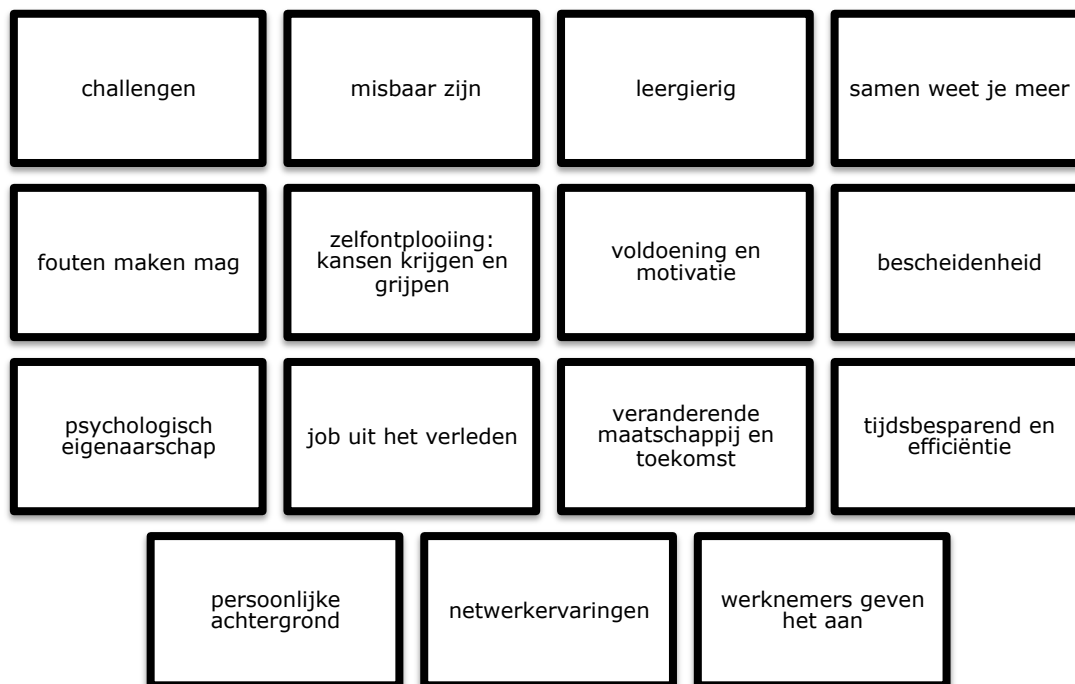 challengen
misbaar zijn
leergierig
samen weet je meer
fouten maken mag
zelfontplooiing:
kansen krijgen en
grijpen
voldoening en
motivatie
bescheidenheid
psychologisch
eigenaarschap
job uit het verleden
veranderende
maatschappij en
toekomst
tijdsbesparend en
efficiëntie
persoonlijke
achtergrond
netwerkervaringen
werknemers geven
het aan